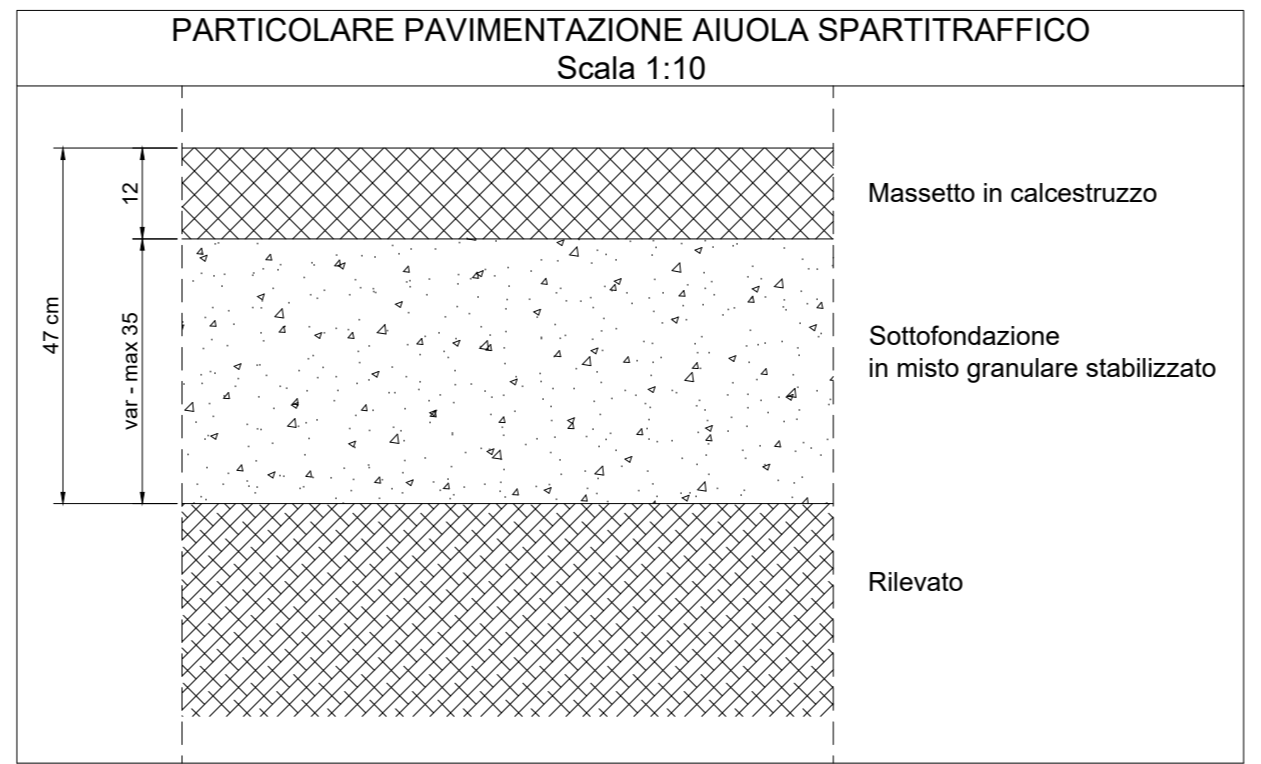 PARTICOLARE PAVIMENTAZIONE AIUOLA SPARTITRAFFICO
Scala 1:10
12
Massetto in calcestruzzo
47 cm
var - max 35
Sottofondazione
in misto granulare stabilizzato
Rilevato